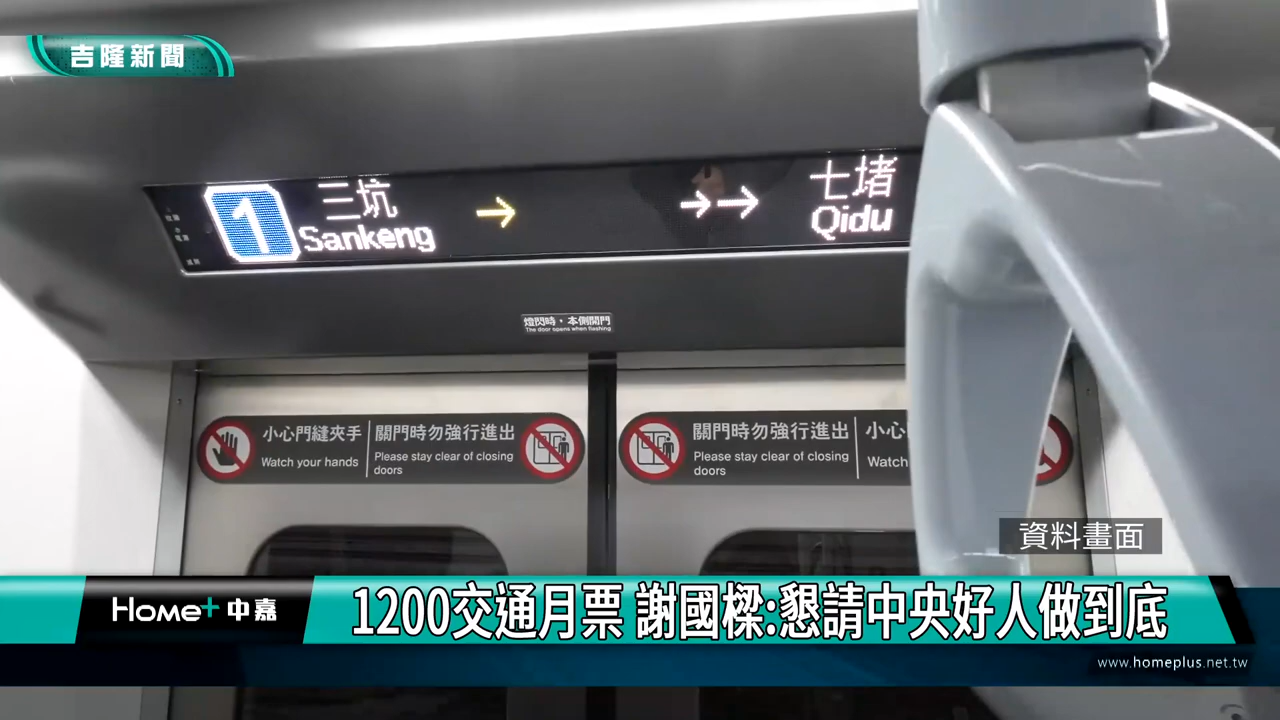 吉隆新聞
1
三坑
Sankeng
→
→→
七堵
Qidu
燈閃時，本側開門
The door opens when flashing
小心門縫夾手
Watch your hands
關門時勿強行進出
Please stay clear of closing
doors
關門時勿強行進出
Please stay clear of closing
doors
小心
Watch
資料畫面
Home+ 中嘉
1200交通月票 謝國樑:懇請中央好人做到底
www.homeplus.net.tw